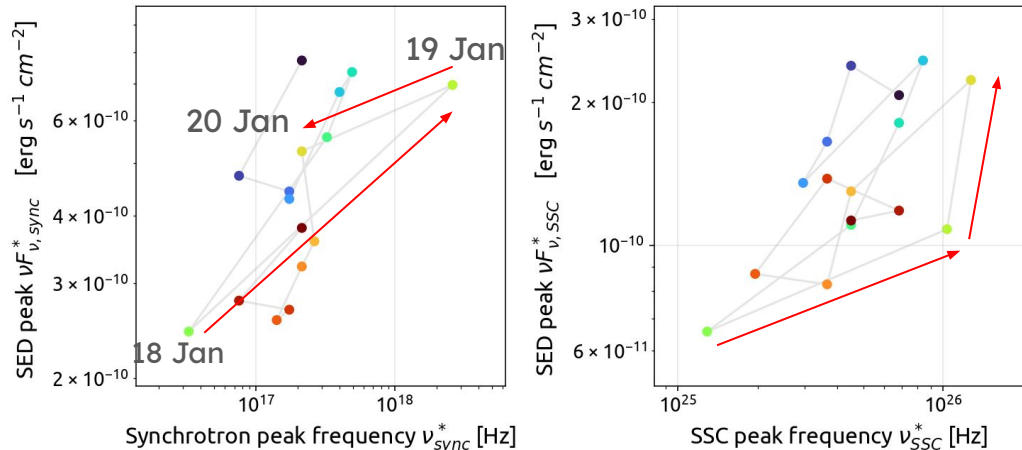 19 Jan
20 Jan
18 Jan
6 × 10⁻¹⁰
4 × 10⁻¹⁰
3 × 10⁻¹⁰
2 × 10⁻¹⁰
10¹⁷
10¹⁸
SED peak νF*ν, sync [erg s⁻¹ cm⁻²]
Synchrotron peak frequency ν*sync [Hz]
3 × 10⁻¹⁰
2 × 10⁻¹⁰
10⁻¹⁰
6 × 10⁻¹¹
10²⁵
10²⁶
SED peak νF*ν, SSC [erg s⁻¹ cm⁻²]
SSC peak frequency ν*SSC [Hz]